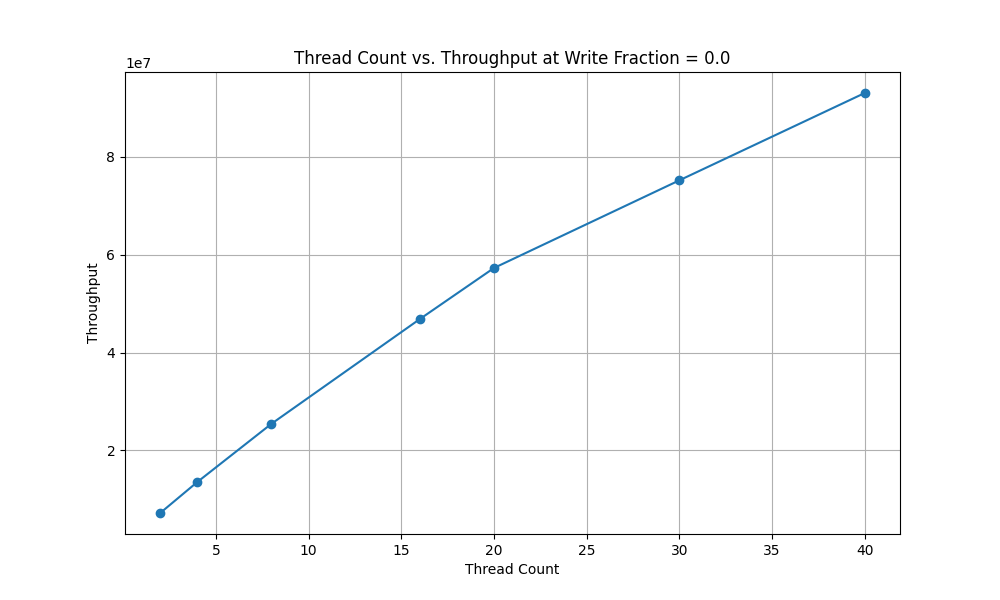 Thread Count vs. Throughput at Write Fraction = 0.0
1e7
8
6
4
2
Throughput
5 10 15 20 25 30 35 40
Thread Count